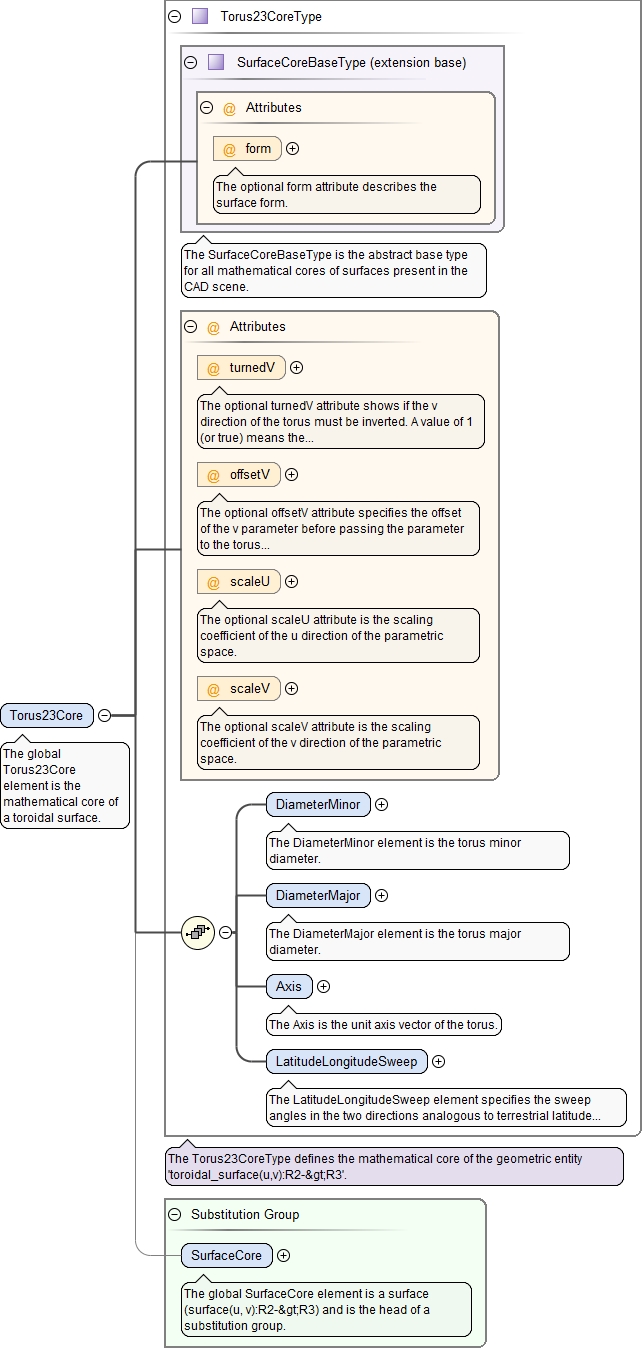 Torus23CoreType
SurfaceCoreBaseType (extension base)
@ Attributes
@ form
The optional form attribute describes the
surface form.
The SurfaceCoreBaseType is the abstract base type
for all mathematical cores of surfaces present in the
CAD scene.
@ Attributes
@ turnedV
The optional turnedV attribute shows if the v
direction of the torus must be inverted. A value of 1
(or true) means the...
@ offsetV
The optional offsetV attribute specifies the offset
of the v parameter before passing the parameter
to the torus...
@ scaleU
The optional scaleU attribute is the scaling
coefficient of the u direction of the parametric
space.
@ scaleV
The optional scaleV attribute is the scaling
coefficient of the v direction of the parametric
space.
Torus23Core
The global
Torus23Core
element is the
mathematical core of
a toroidal surface.
DiameterMinor
The DiameterMinor element is the torus minor
diameter.
DiameterMajor
The DiameterMajor element is the torus major
diameter.
Axis
The Axis is the unit axis vector of the torus.
LatitudeLongitudeSweep
The LatitudeLongitudeSweep element specifies the sweep
angles in the two directions analogous to terrestrial latitude...
The Torus23CoreType defines the mathematical core of the geometric entity
'toroidal_surface(u,v):R2-&gt;R3'.
Substitution Group
SurfaceCore
The global SurfaceCore element is a surface
(surface(u, v):R2-&gt;R3) and is the head of a
substitution group.